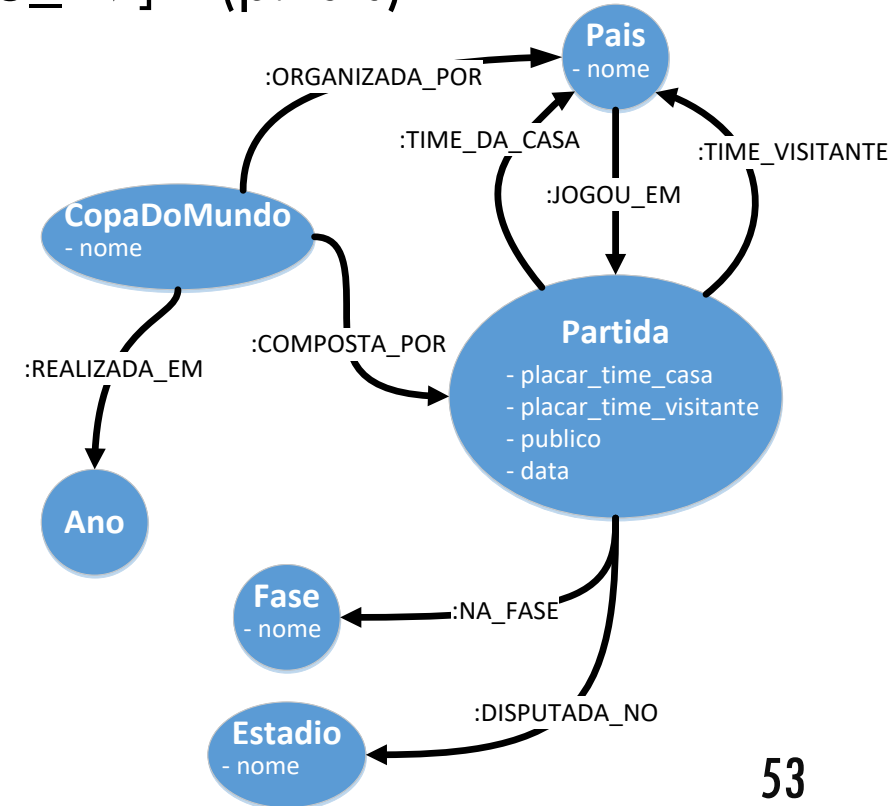 Pais
- nome
:ORGANIZADA_POR
:TIME_DA_CASA
:TIME_VISITANTE
:JOGOU_EM
CopaDoMundo
- nome
Partida
- placar_time_casa
- placar_time_visitante
- publico
- data
:COMPOSTA_POR
:REALIZADA_EM
Ano
Fase
- nome
:NA_FASE
:DISPUTADA_NO
Estadio
- nome
53